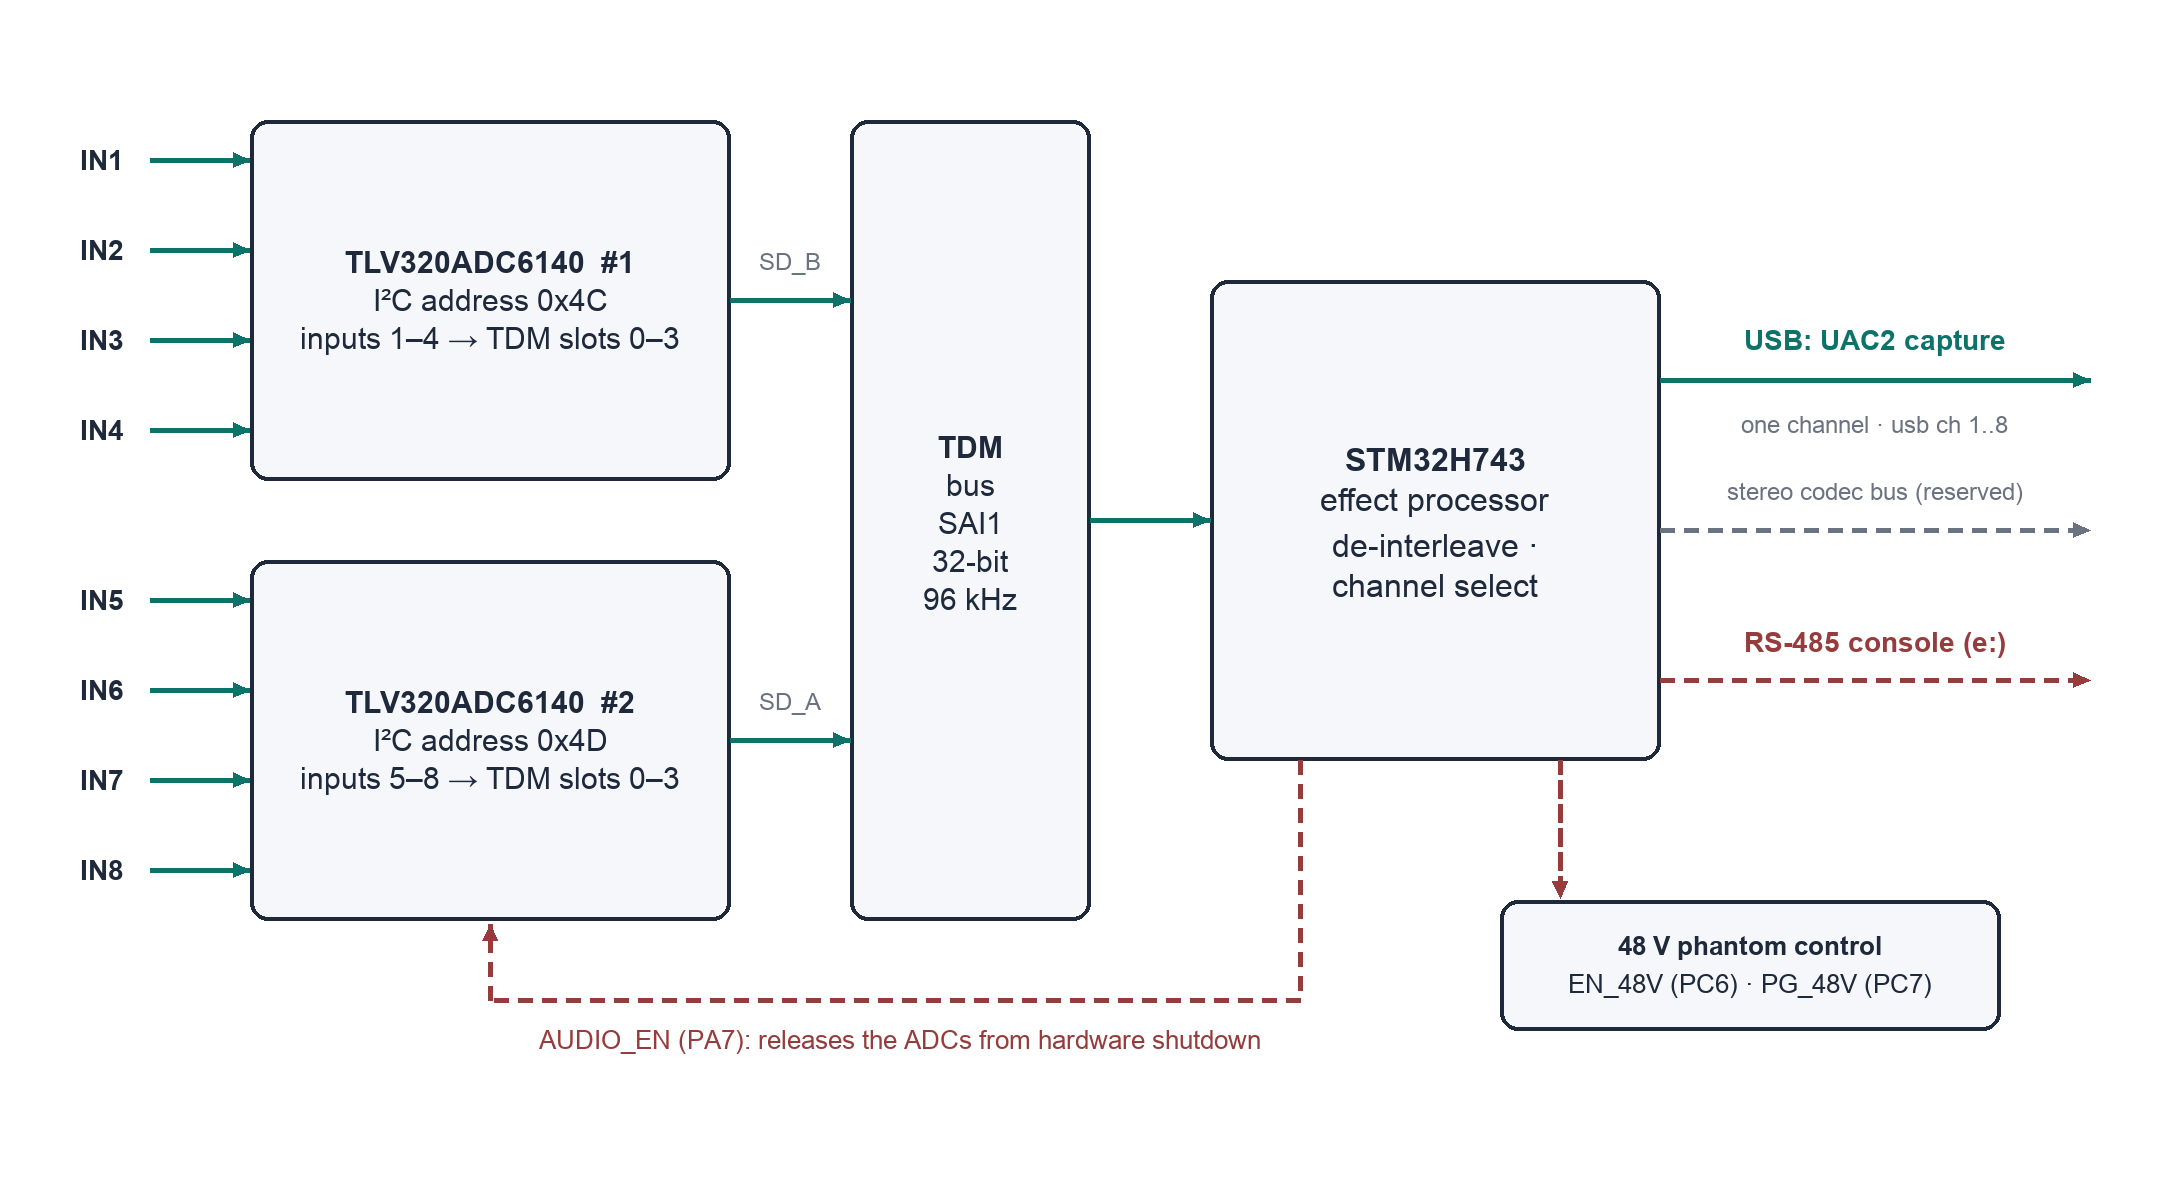 IN1
IN2
IN3
IN4
TLV320ADC6140  #1
I²C address 0x4C
inputs 1–4 → TDM slots 0–3
SD_B
IN5
IN6
IN7
IN8
TLV320ADC6140  #2
I²C address 0x4D
inputs 5–8 → TDM slots 0–3
SD_A
TDM
bus
SAI1
32-bit
96 kHz
STM32H743
effect processor
de-interleave ·
channel select
USB: UAC2 capture
one channel · usb ch 1..8
stereo codec bus (reserved)
RS-485 console (e:)
48 V phantom control
EN_48V (PC6) · PG_48V (PC7)
AUDIO_EN (PA7): releases the ADCs from hardware shutdown